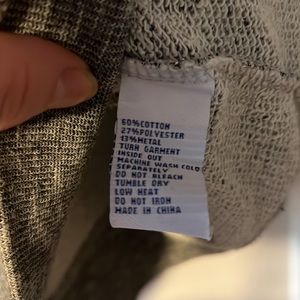 60%COTTON
27%POLYESTER
13%METAL
TURN GARMENT
INSIDE OUT
MACHINE WASH COLD
SEPARATELY
DO NOT BLEACH
TUMBLE DRY
LOW HEAT
DO NOT IRON
MADE IN CHINA